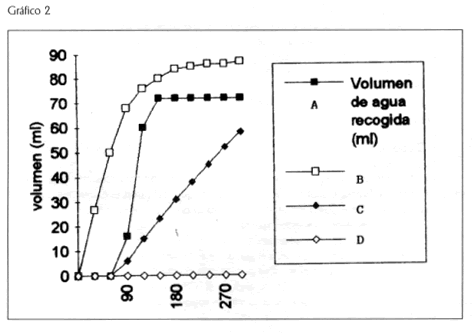 Gráfico 2
volumen (ml)
90
80
70
60
50
40
30
20
10
0
90
180
270
Volumen
A de agua
recogida
(ml)
B
C
D